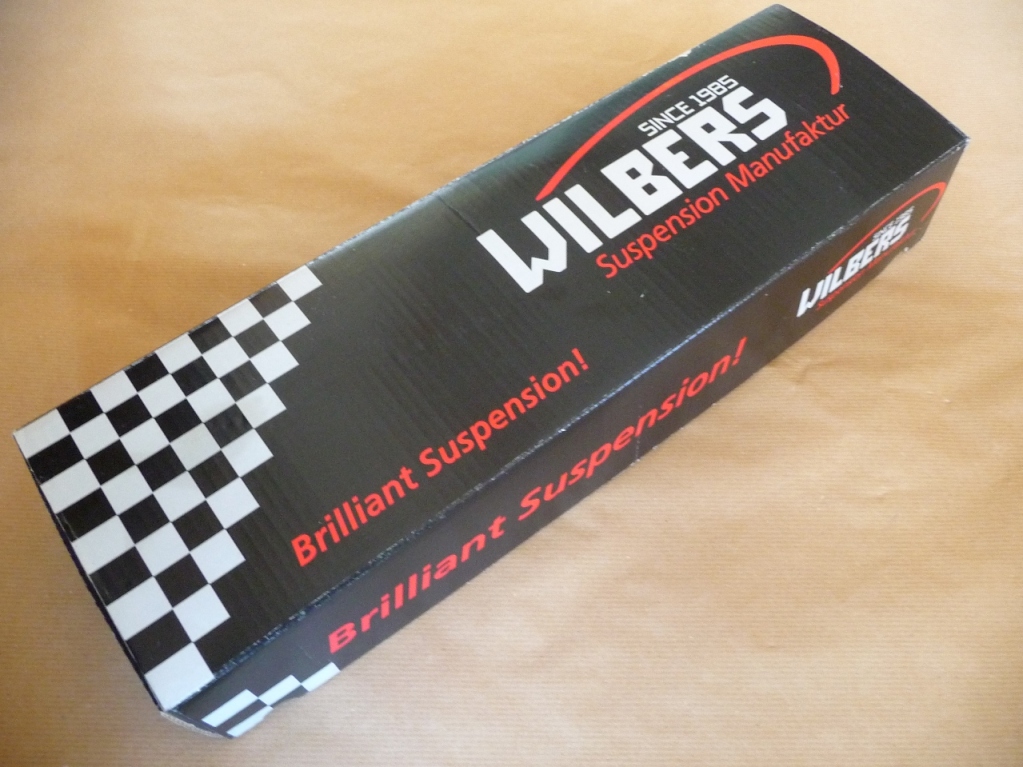 SINCE 1985
WILBERS
Suspension Manufaktur
Brilliant Suspension!
WILBERS
Brilliant Suspension!